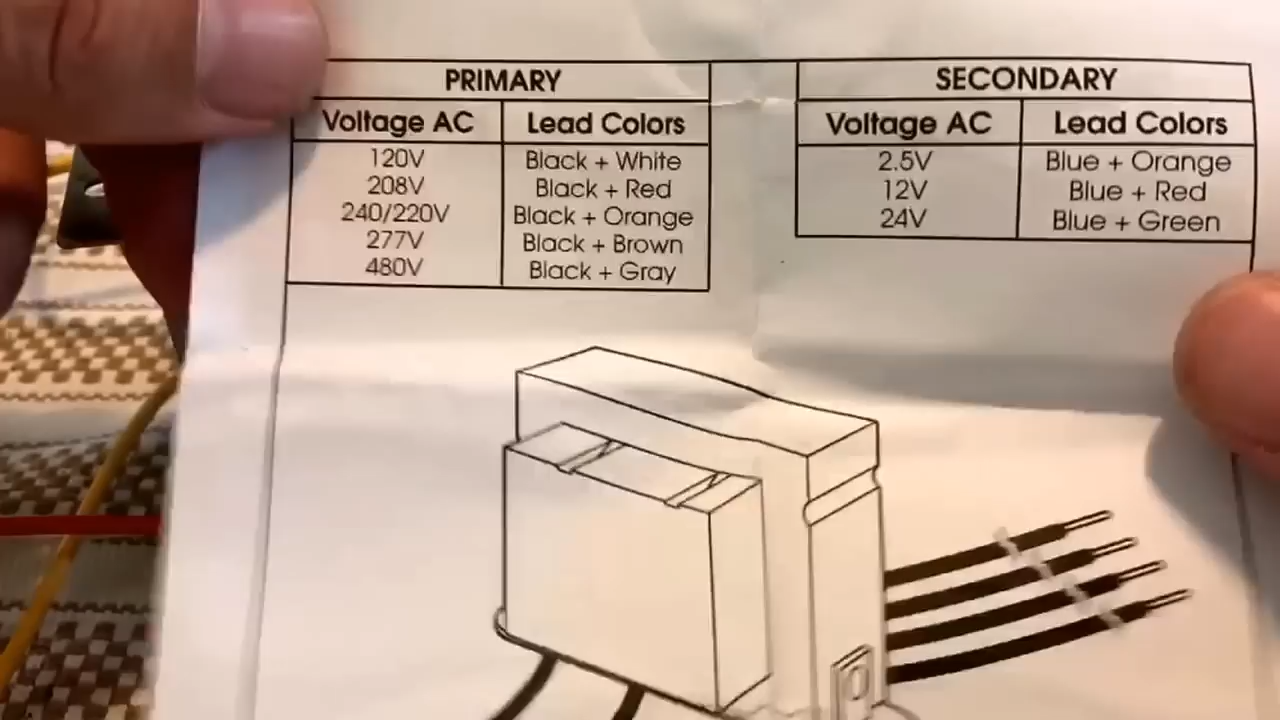 PRIMARY
Voltage AC Lead Colors
120V Black + White
208V Black + Red
240/220V Black + Orange
277V Black + Brown
480V Black + Gray
SECONDARY
Voltage AC Lead Colors
2.5V Blue + Orange
12V Blue + Red
24V Blue + Green